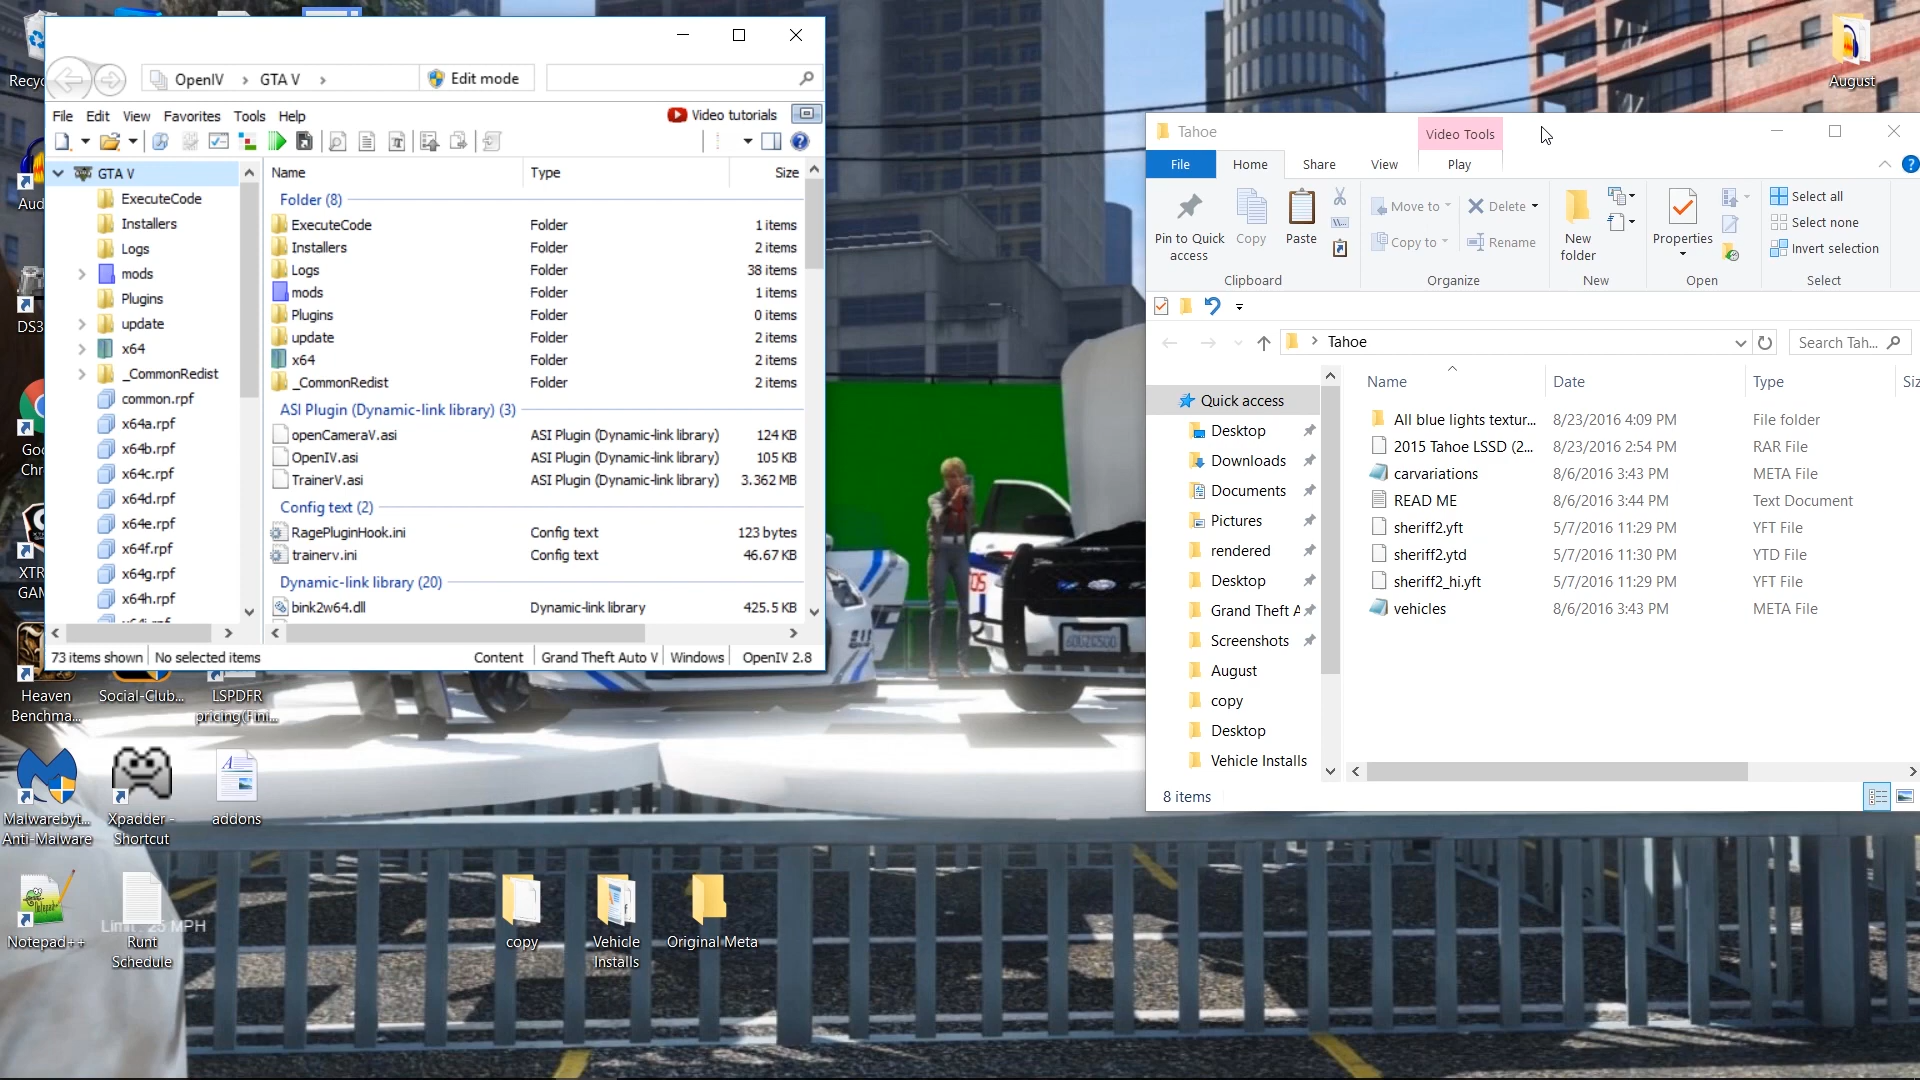 OpenIV > GTA V >
Edit mode
File Edit View Favorites Tools Help
Video tutorials
GTA V
ExecuteCode
Installers
Logs
mods
Plugins
update
x64
_CommonRedist
common.rpf
x64a.rpf
x64b.rpf
x64c.rpf
x64d.rpf
x64e.rpf
x64f.rpf
x64g.rpf
x64h.rpf
Name Type Size
Folder (8)
ExecuteCode Folder 1 items
Installers Folder 2 items
Logs Folder 38 items
mods Folder 1 items
Plugins Folder 0 items
update Folder 2 items
x64 Folder 2 items
_CommonRedist Folder 2 items
ASI Plugin (Dynamic-link library) (3)
openCameraV.asi ASI Plugin (Dynamic-link library) 124 KB
OpenIV.asi ASI Plugin (Dynamic-link library) 105 KB
TrainerV.asi ASI Plugin (Dynamic-link library) 3.362 MB
Config text (2)
RagePluginHook.ini Config text 123 bytes
trainerv.ini Config text 46.67 KB
Dynamic-link library (20)
bink2w64.dll Dynamic-link library 425.5 KB
73 items shown No selected items Content Grand Theft Auto V Windows OpenIV 2.8
Tahoe
Video Tools
File Home Share View Play
Pin to Quick access
Copy
Paste
Clipboard
Move to
Copy to
Delete
Rename
Organize
New folder
New
Properties
Open
Select all
Select none
Invert selection
Select
> Tahoe
Search Tah...
Quick access
Desktop
Downloads
Documents
Pictures
rendered
Desktop
Grand Theft A
Screenshots
August
copy
Desktop
Vehicle Installs
Name Date Type Siz
All blue lights textur... 8/23/2016 4:09 PM File folder
2015 Tahoe LSSD (2... 8/23/2016 2:54 PM RAR File
carvariations 8/6/2016 3:43 PM META File
READ ME 8/6/2016 3:44 PM Text Document
sheriff2.yft 5/7/2016 11:29 PM YFT File
sheriff2.ytd 5/7/2016 11:30 PM YTD File
sheriff2_hi.yft 5/7/2016 11:29 PM YFT File
vehicles 8/6/2016 3:43 PM META File
8 items
August
Recyc
Aud
DS3
Goo
Chr
XTR
GAM
Heaven
Benchma...
Social-Club...
LSPDFR
pricing(Fini...
Malwarebyt...
Anti-Malware
Xpadder -
Shortcut
addons
Notepad++
Limit : 25 MPH
Runt
Schedule
copy
Vehicle
Installs
Original Meta